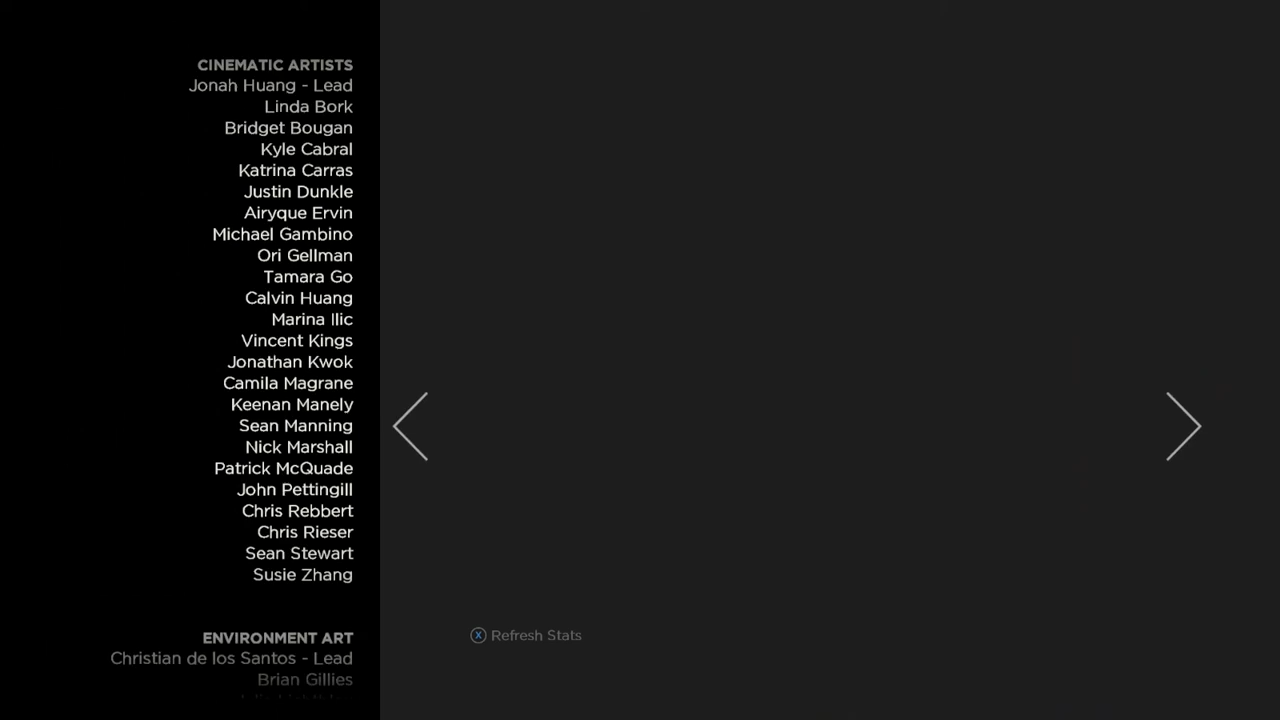 CINEMATIC ARTISTS
Jonah Huang - Lead
Linda Bork
Bridget Bougan
Kyle Cabral
Katrina Carras
Justin Dunkle
Airyque Ervin
Michael Gambino
Ori Gellman
Tamara Go
Calvin Huang
Marina Ilic
Vincent Kings
Jonathan Kwok
Camila Magrane
Keenan Manely
Sean Manning
Nick Marshall
Patrick McQuade
John Pettingill
Chris Rebbert
Chris Rieser
Sean Stewart
Susie Zhang
ENVIRONMENT ART
Christian de los Santos - Lead
Brian Gillies
X Refresh Stats